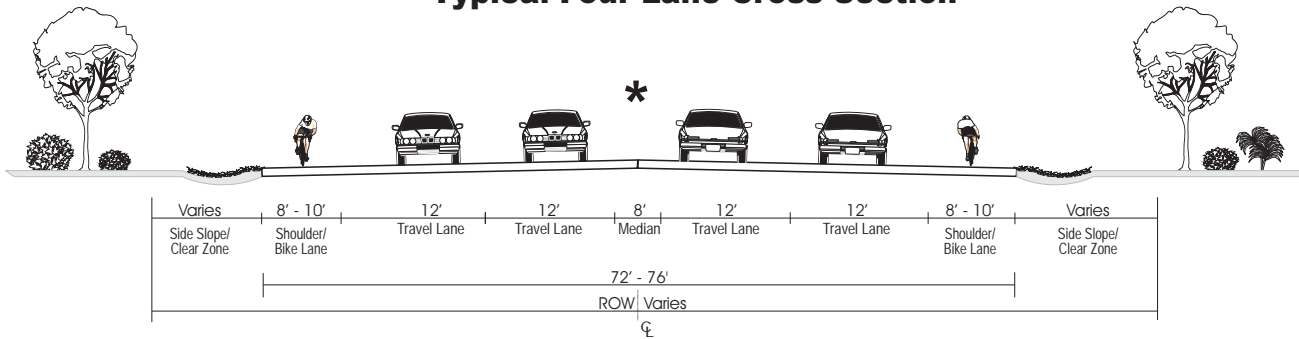 Typical Four-Lane Cross Section
*
Varies 8' - 10' 12' 12' 8' 12' 12' 8' - 10' Varies
Side Slope/ Shoulder/ Travel Lane Travel Lane Median Travel Lane Travel Lane Shoulder/ Side Slope/
Clear Zone Bike Lane Bike Lane Clear Zone
72' - 76'
ROW Varies
℄